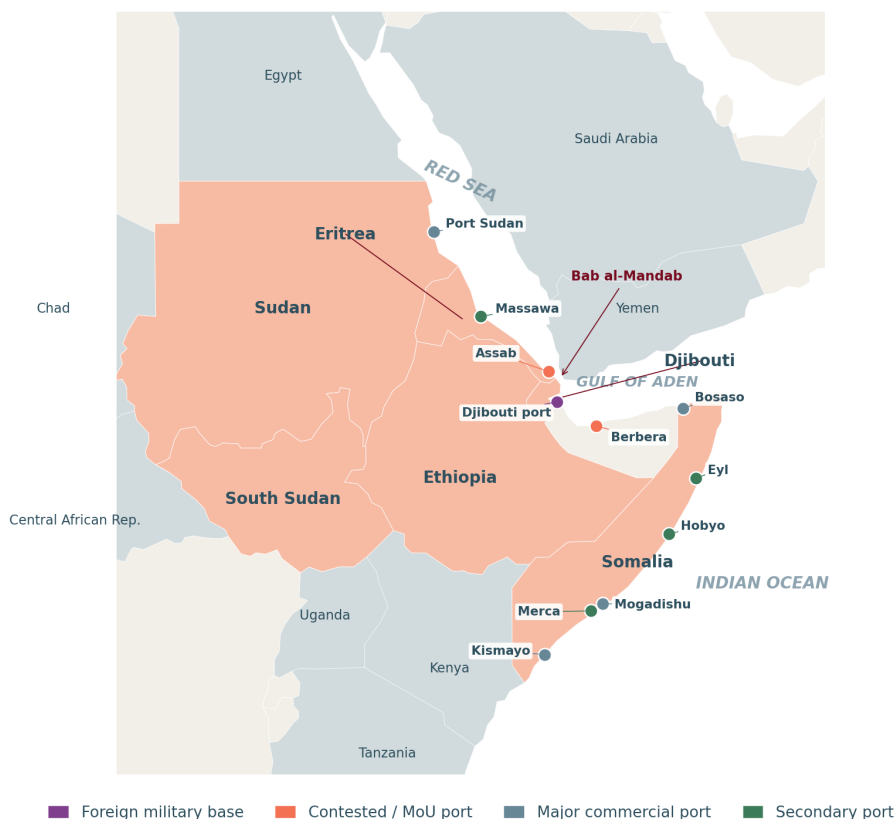 Egypt
Saudi Arabia
RED SEA
Port Sudan
Eritrea
Bab al-Mandab
Chad
Sudan
Massawa
Yemen
Assab
Djibouti
GULF OF ADEN
Bosaso
Djibouti port
Berbera
Eyl
Ethiopia
South Sudan
Central African Rep.
Hobyo
Somalia
INDIAN OCEAN
Mogadishu
Merca
Uganda
Kismayo
Kenya
Tanzania
Foreign military base
Contested / MoU port
Major commercial port
Secondary port